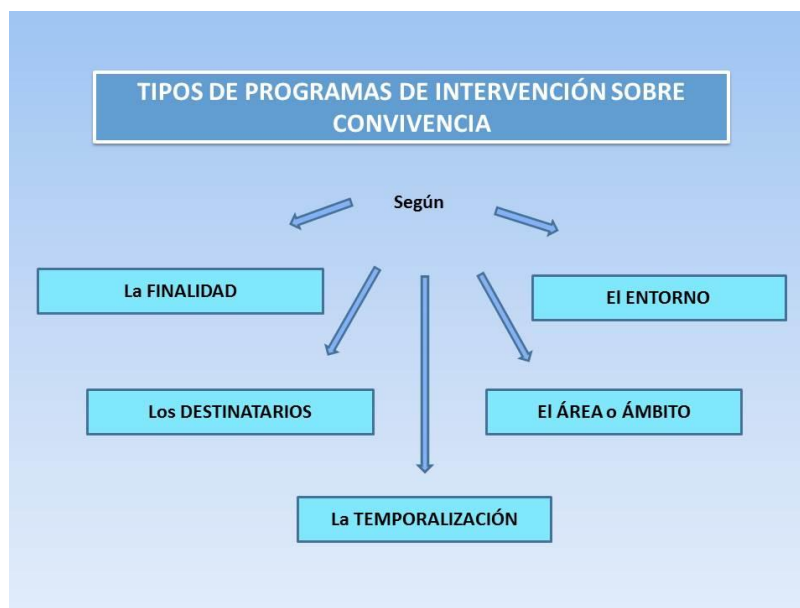 TIPOS DE PROGRAMAS DE INTERVENCIÓN SOBRE
CONVIVENCIA
Según
La FINALIDAD
El ENTORNO
Los DESTINATARIOS
El ÁREA o ÁMBITO
La TEMPORALIZACIÓN